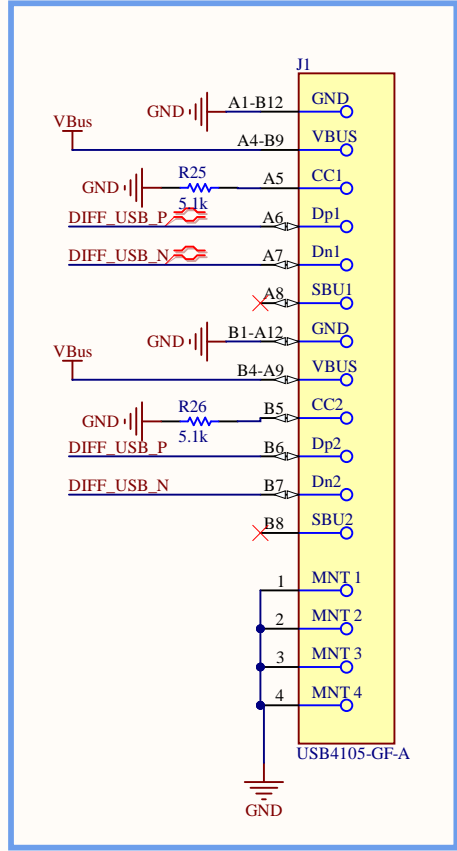 J1
GND A1-B12 GND
VBus A4-B9 VBUS
GND R25 5.1k A5 CC1
DIFF_USB_P A6 Dp1
DIFF_USB_N A7 Dn1
A8 SBU1
GND B1-A12 GND
VBus B4-A9 VBUS
GND R26 5.1k B5 CC2
DIFF_USB_P B6 Dp2
DIFF_USB_N B7 Dn2
B8 SBU2
1 MNT 1
2 MNT 2
3 MNT 3
4 MNT 4
USB4105-GF-A
GND